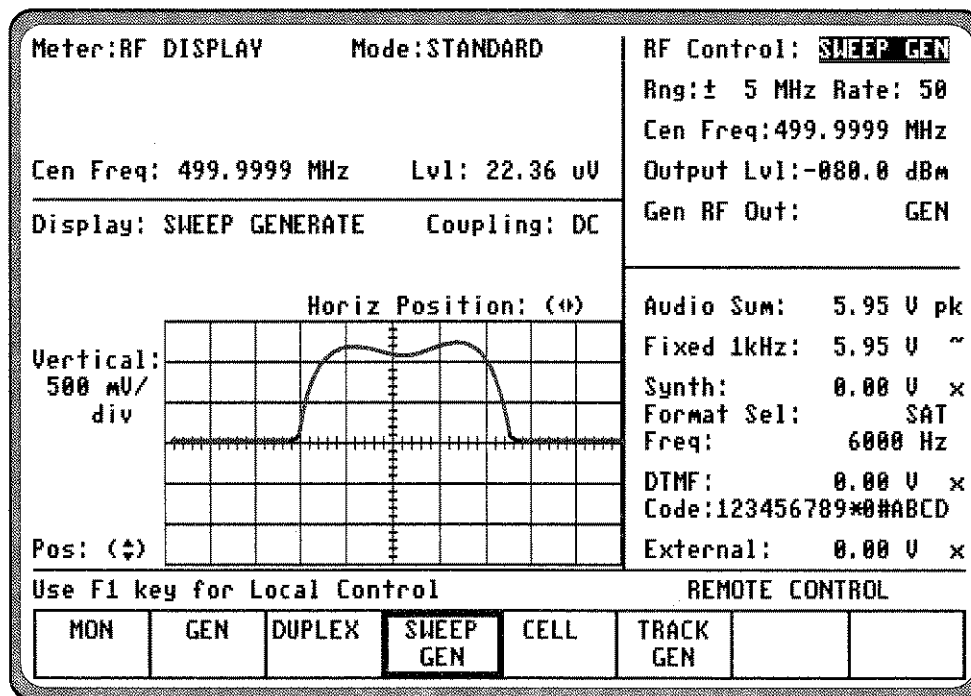 Meter:RF DISPLAY Mode:STANDARD
Cen Freq: 499.9999 MHz Lvl: 22.36 uV
RF Control: SWEEP GEN
Rng:± 5 MHz Rate: 50
Cen Freq:499.9999 MHz
Output Lvl:-080.0 dBm
Gen RF Out: GEN
Display: SWEEP GENERATE Coupling: DC
Horiz Position: (↔)
Vertical:
500 mV/
div
Pos: (↕)
Audio Sum: 5.95 V pk
Fixed 1kHz: 5.95 V ~
Synth: 0.00 V x
Format Sel: SAT
Freq: 6000 Hz
DTMF: 0.00 V x
Code:123456789*0#ABCD
External: 0.00 V x
Use F1 key for Local Control REMOTE CONTROL
MON
GEN
DUPLEX
SWEEP
GEN
CELL
TRACK
GEN